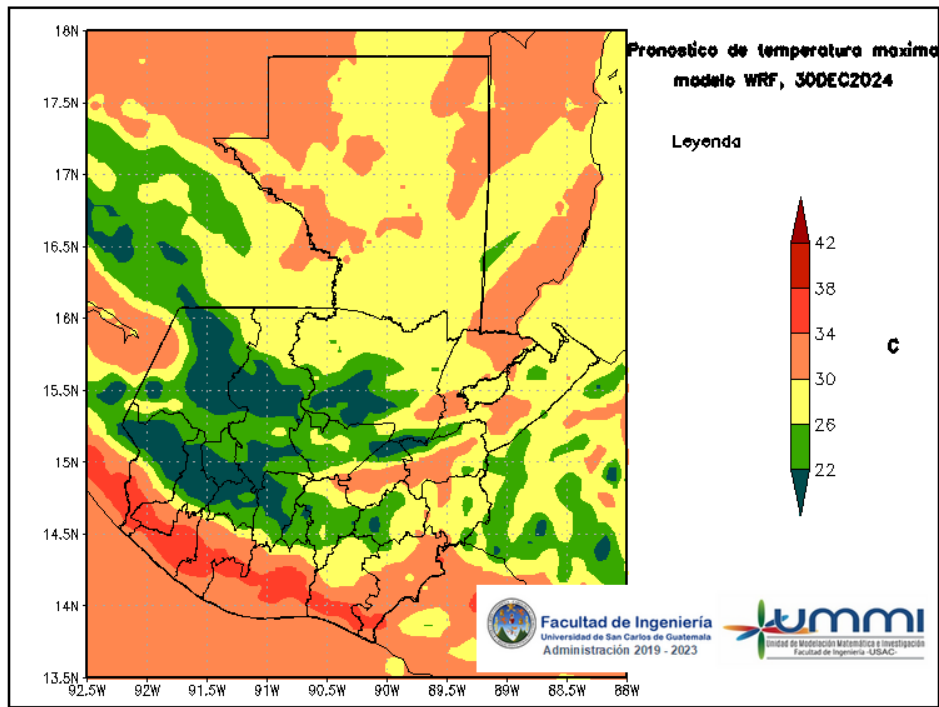 Pronostico de temperatura maxima
modelo WRF, 30DEC2024
Leyenda
42
38
34
30
26
22
C
18N
17.5N
17N
16.5N
16N
15.5N
15N
14.5N
14N
13.5N
92.5W
92W
91.5W
91W
90.5W
90W
89.5W
89W
88.5W
88W
Facultad de Ingeniería
Universidad de San Carlos de Guatemala
Administración 2019 - 2023
UMMI
Unidad de Modelación Matemática e Investigación
Facultad de Ingeniería -USAC-